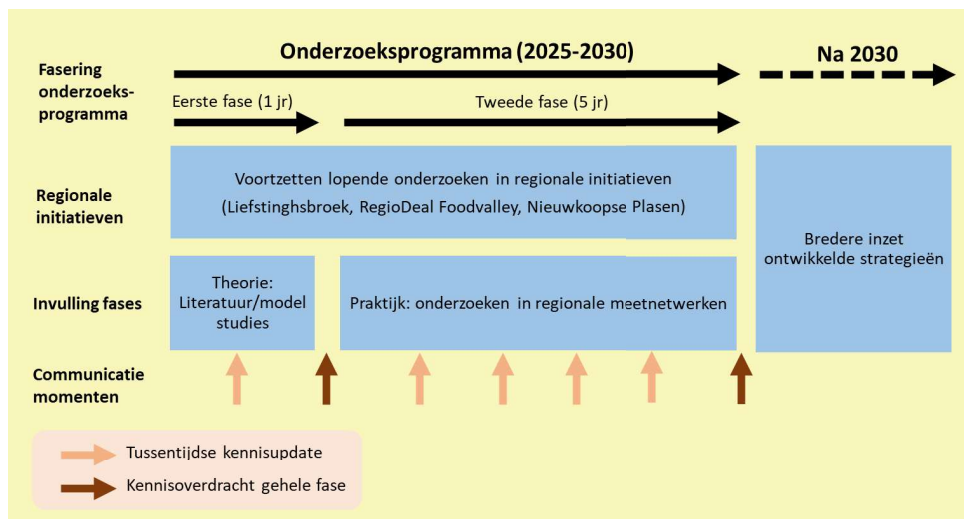 Onderzoeksprogramma (2025-2030)
Na 2030
Fasering
onderzoeks-
programma
Eerste fase (1 jr)
Tweede fase (5 jr)
Regionale
initiatieven
Voortzetten lopende onderzoeken in regionale initiatieven
(Liefstinghsbroek, RegioDeal Foodvalley, Nieuwkoopse Plasen)
Bredere inzet
ontwikkelde strategieën
Invulling fases
Theorie:
Literatuur/model
studies
Praktijk: onderzoeken in regionale meetnetwerken
Communicatie
momenten
Tussentijdse kennisupdate
Kennisoverdracht gehele fase